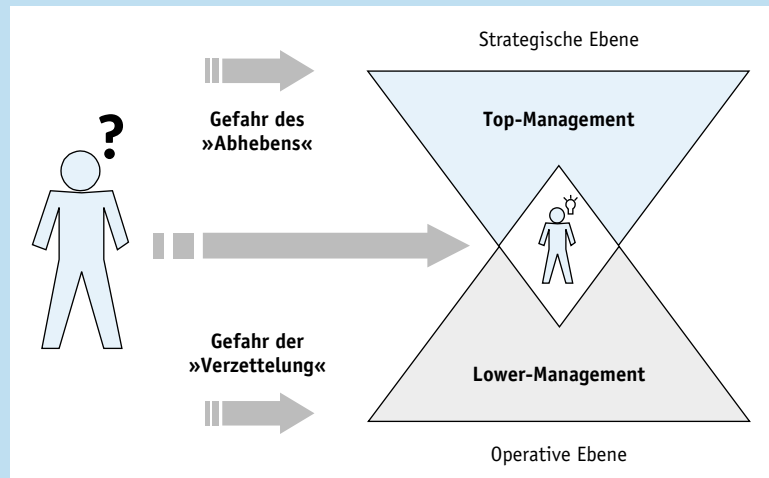 Strategische Ebene
?
Gefahr des
»Abhebens«
Top-Management
Gefahr der
»Verzettelung«
Lower-Management
Operative Ebene